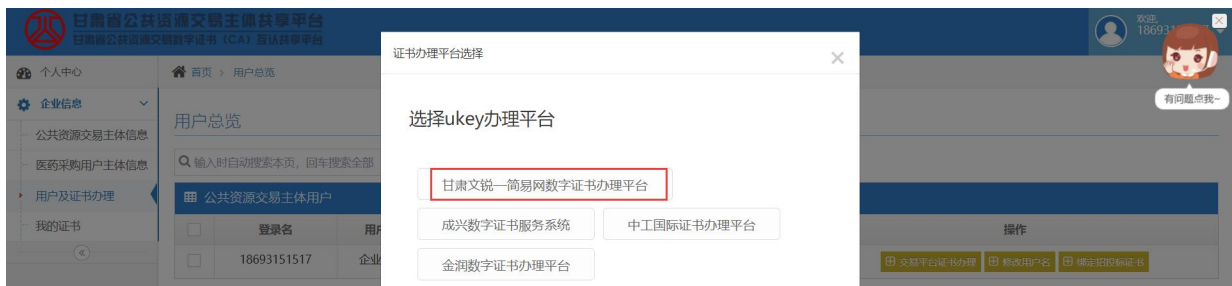 甘肃省公共资源交易主体共享平台
甘肃省公共资源交易数字证书（CA）互认共享平台
欢迎,
证书办理平台选择
个人中心
首页 > 用户总览
有问题点我~
企业信息
用户总览
选择ukey办理平台
公共资源交易主体信息
医药采购用户主体信息
输入时自动搜索本页，回车搜索全部
用户及证书办理
公共资源交易主体用户
甘肃文锐—简易网数字证书办理平台
我的证书
登录名
成兴数字证书服务系统
中工国际证书办理平台
操作
18693151517
企业
金润数字证书办理平台
交易平台证书办理
修改用户名
绑定招投标证书